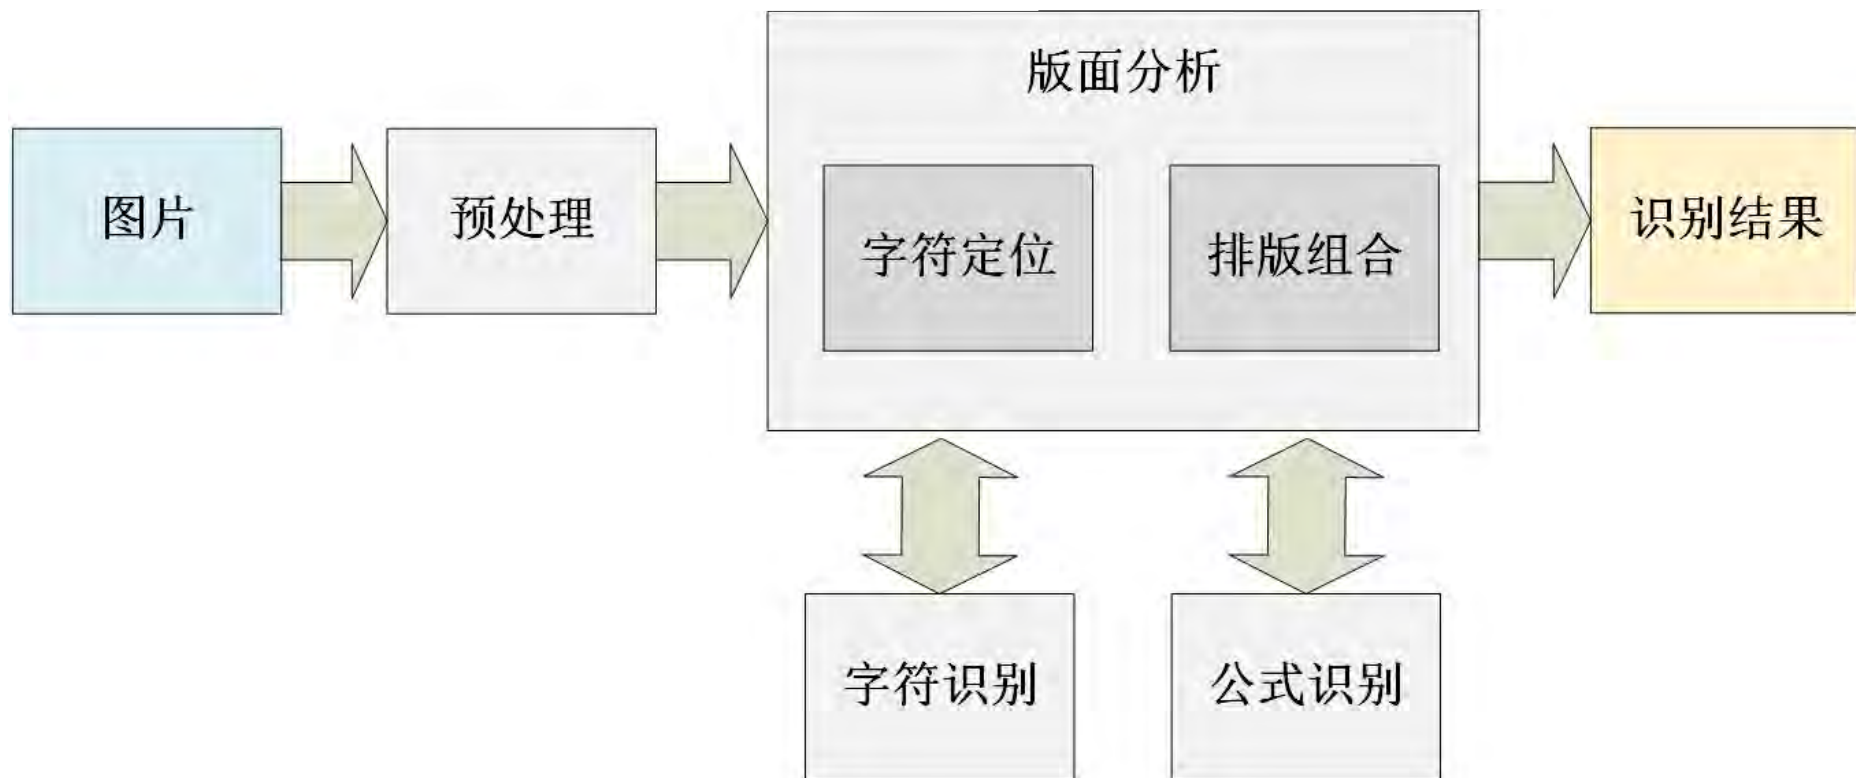 版面分析
图片
预处理
字符定位
排版组合
识别结果
字符识别
公式识别